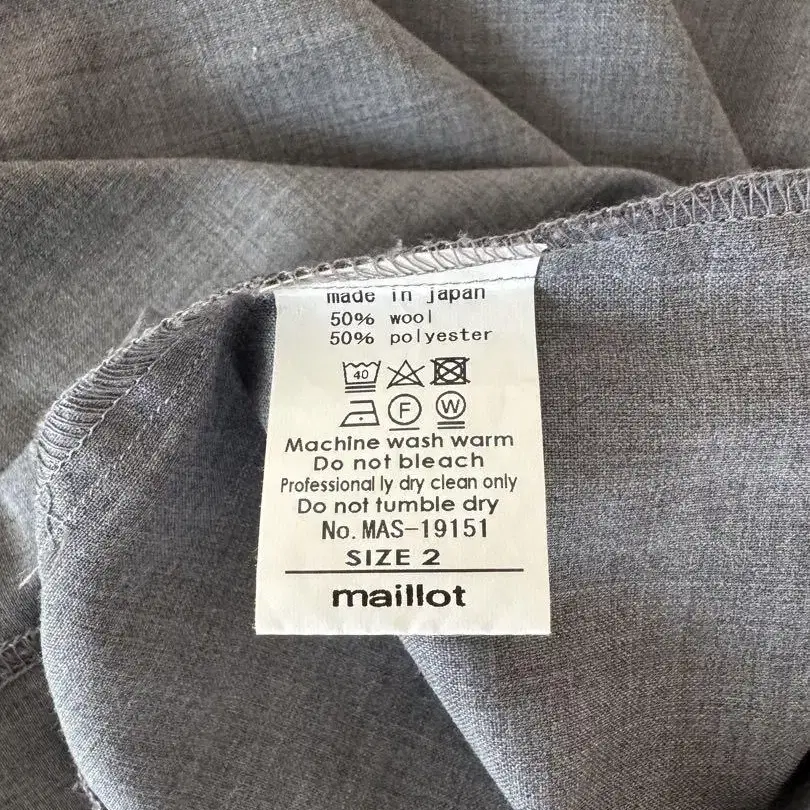 made in japan
50% wool
50% polyester
40
F W
Machine wash warm
Do not bleach
Professional ly dry clean only
Do not tumble dry
No. MAS-19151
SIZE 2
maillot